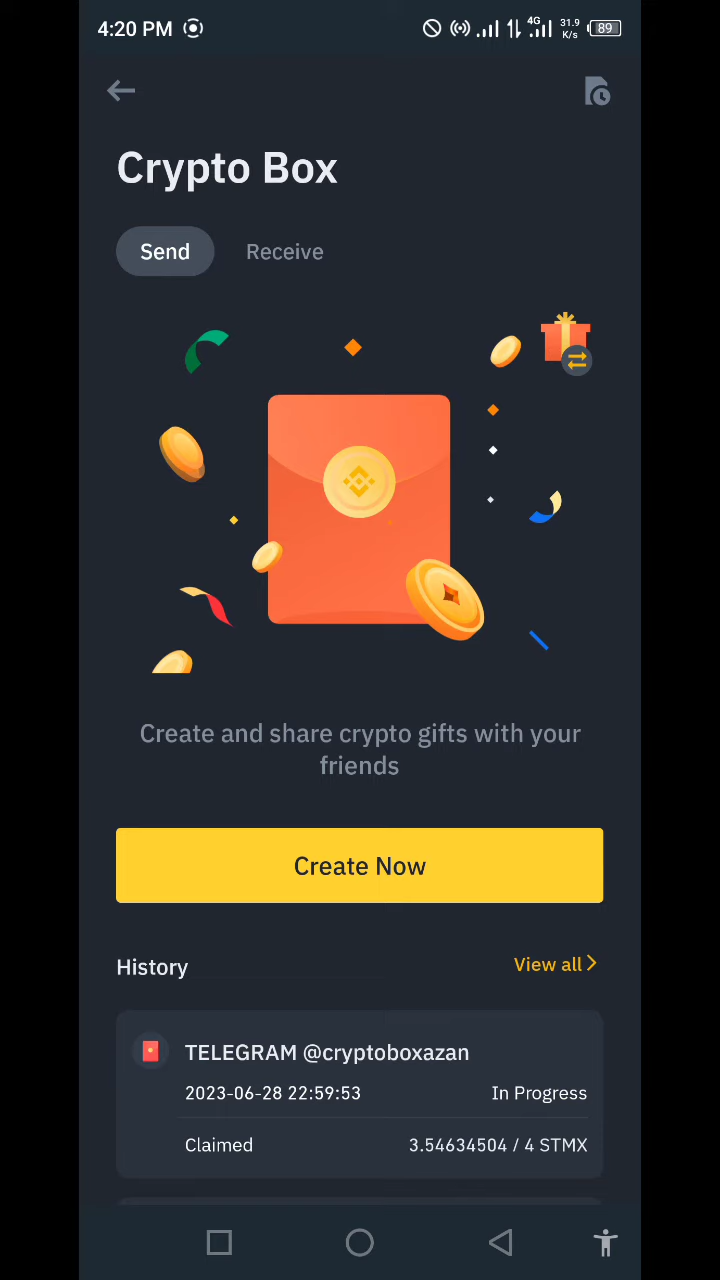 4:20 PM
4G
31.9
K/s
89
Crypto Box
Send
Receive
Create and share crypto gifts with your
friends
Create Now
History
View all
TELEGRAM @cryptoboxazan
2023-06-28 22:59:53
In Progress
Claimed
3.54634504 / 4 STMX